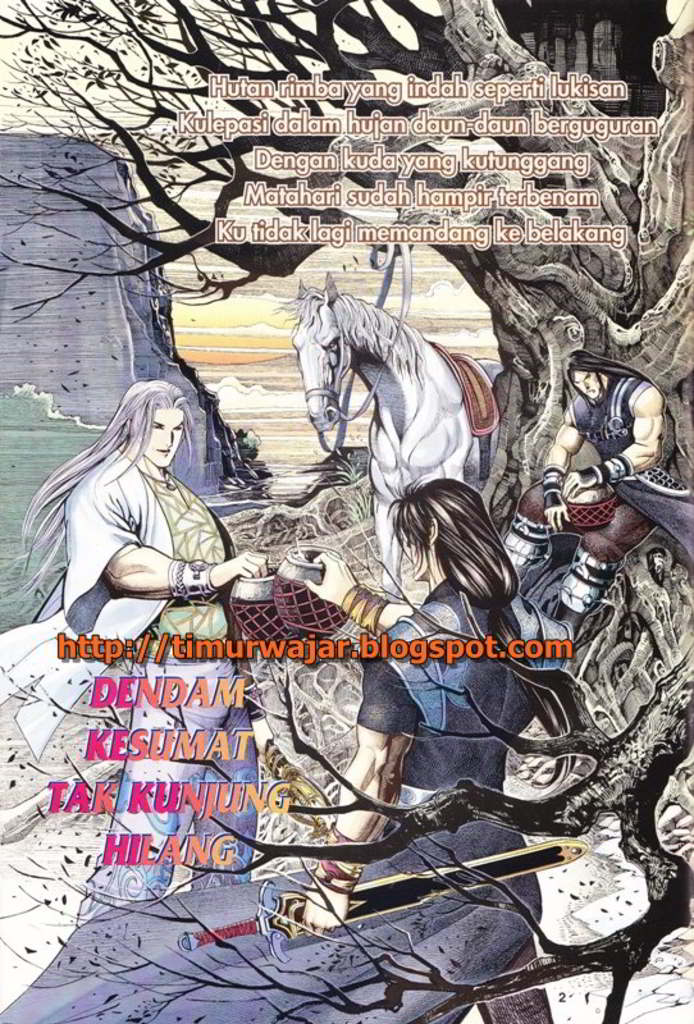 Hutan rimba yang indah seperti lukisan
Kulepasi dalam hujan daun-daun berguguran
Dengan kuda yang kutunggang
Matahari sudah hampir terbenam
Ku tidak lagi memandang ke belakang
http://timurwajar.blogspot.com
DENDAM
KESUMAT
TAK KUNJUNG
HILANG
2